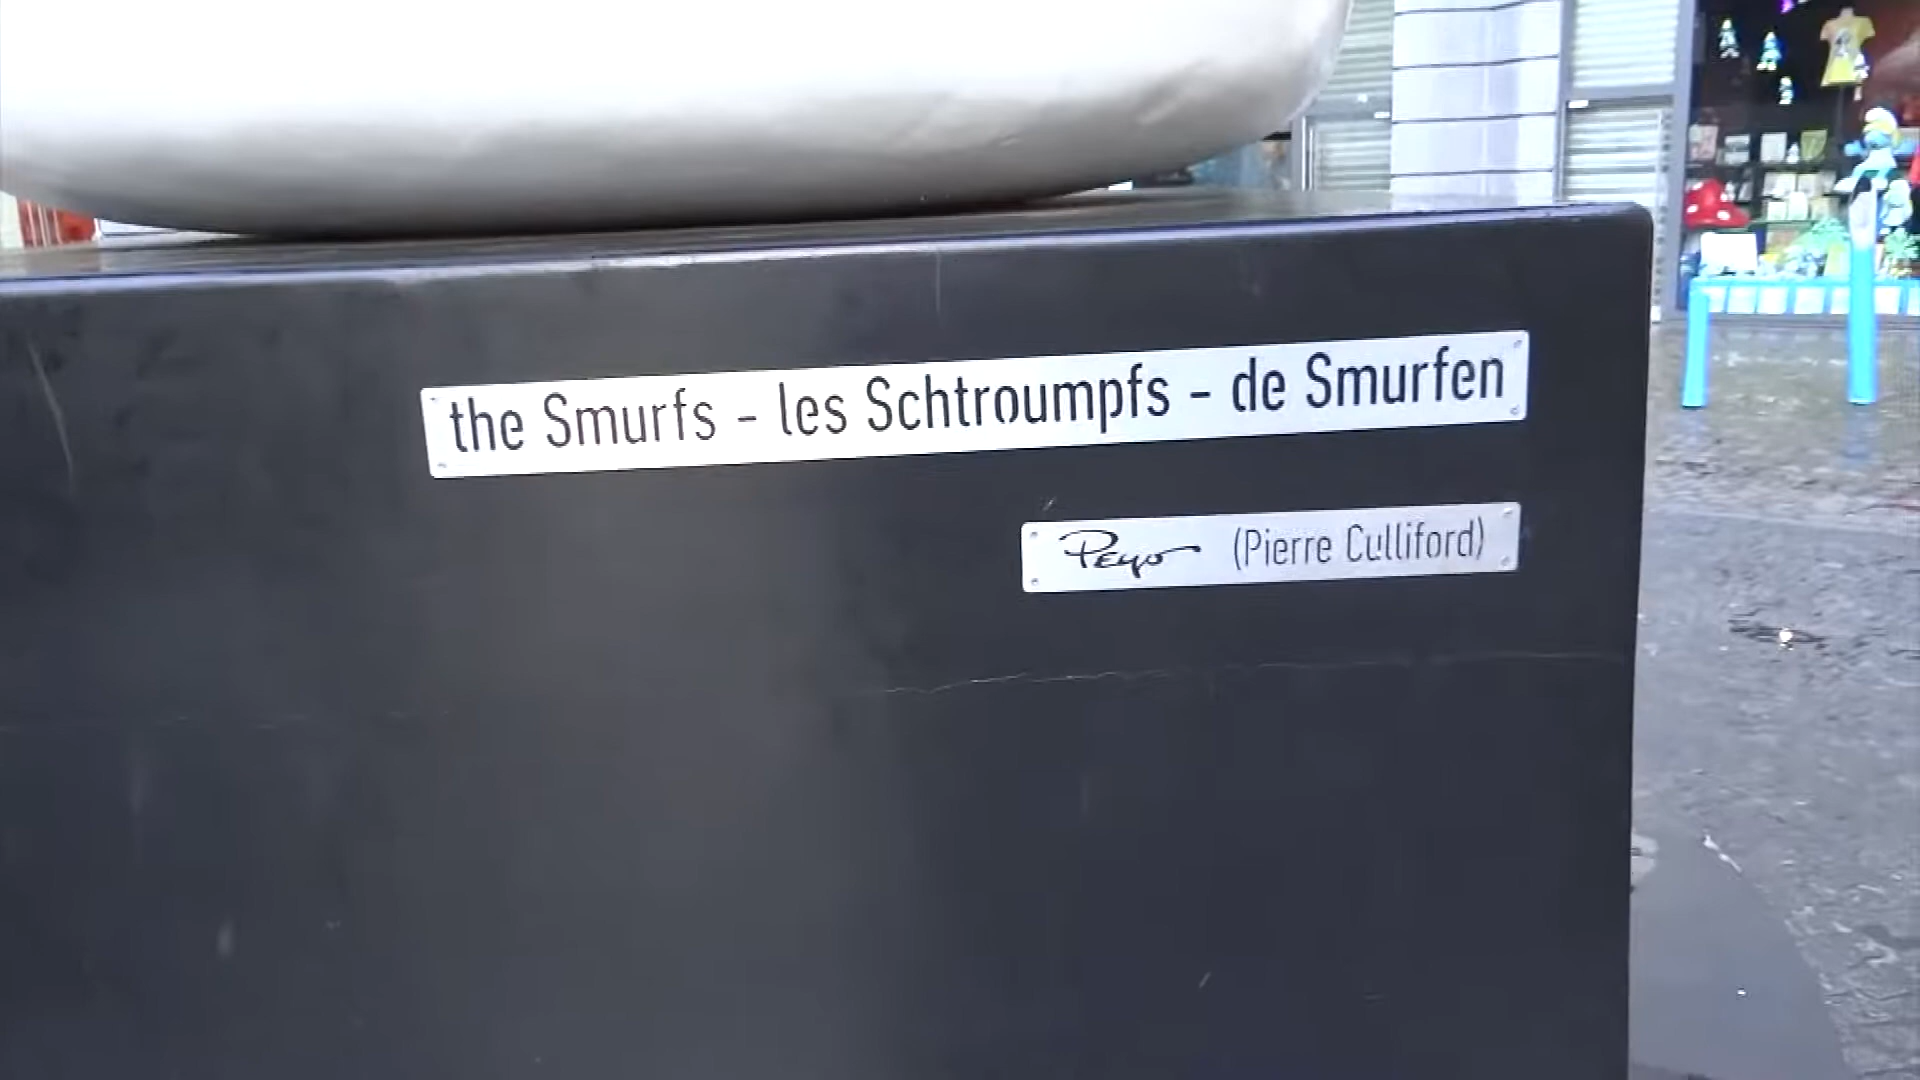 the Smurfs - les Schtroumpfs - de Smurfen
Peyo (Pierre Culliford)